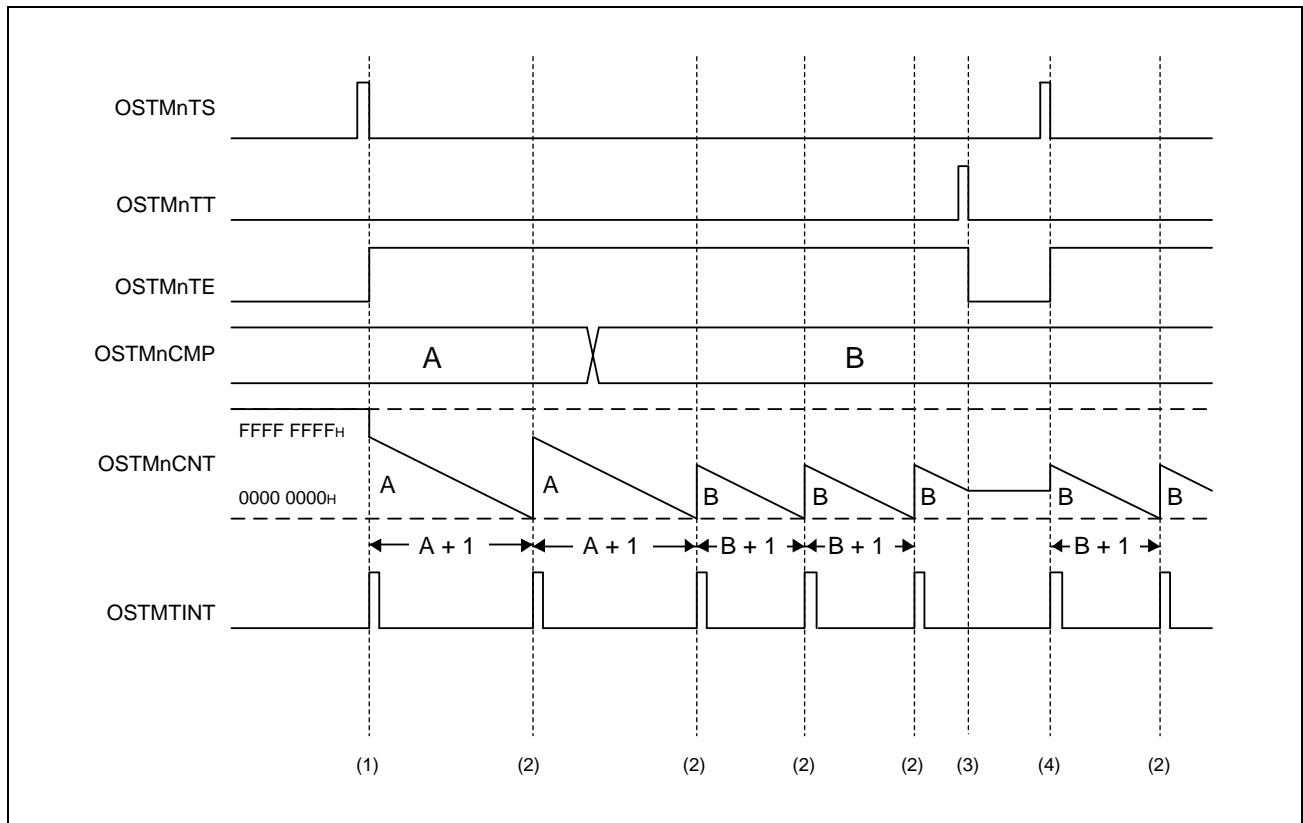 OSTMnTS
OSTMnTT
OSTMnTE
OSTMnCMP
A
B
OSTMnCNT
FFFF FFFFH
0000 0000H
A
A
B
B
B
B
B
A + 1
A + 1
B + 1
B + 1
B + 1
OSTMTINT
(1)
(2)
(2)
(2)
(2)
(3)
(4)
(2)